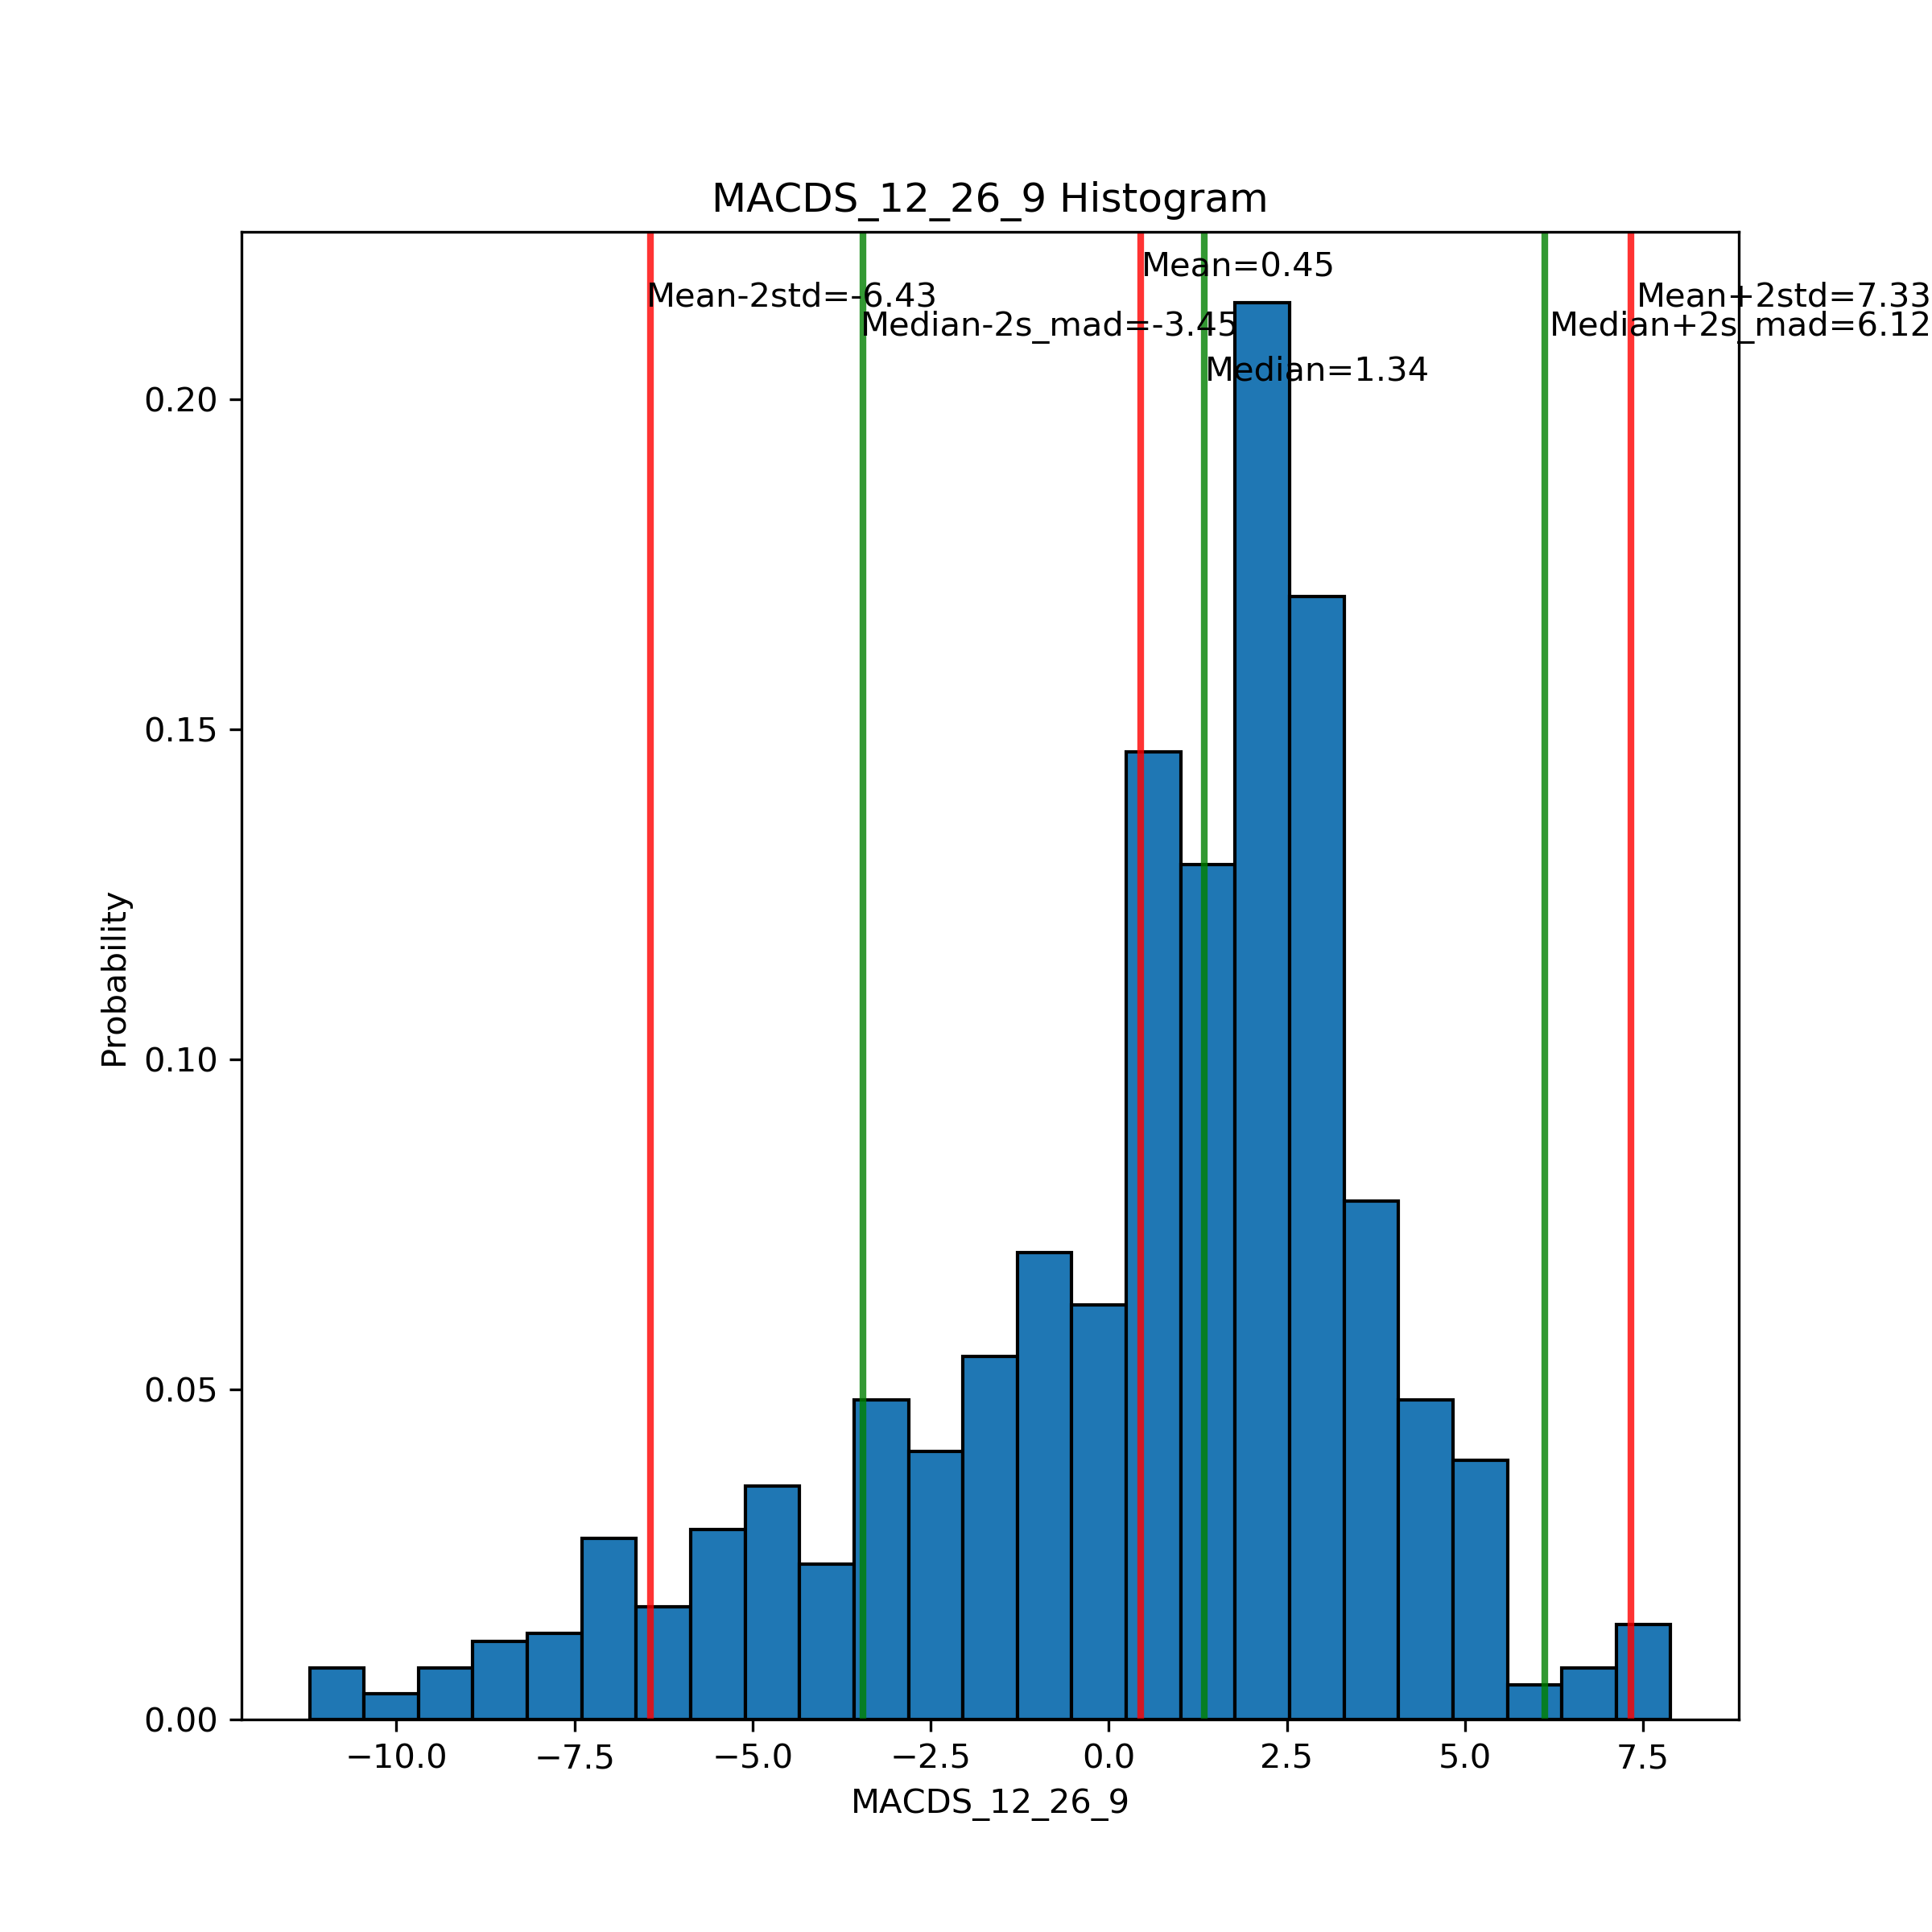 MACDS_12_26_9 Histogram
Mean=0.45
Mean-2std=-6.43
Mean+2std=7.33
Median-2s_mad=-3.45
Median+2s_mad=6.12
Median=1.34
0.20
0.15
0.10
0.05
0.00
Probability
−10.0 −7.5 −5.0 −2.5 0.0 2.5 5.0 7.5
MACDS_12_26_9